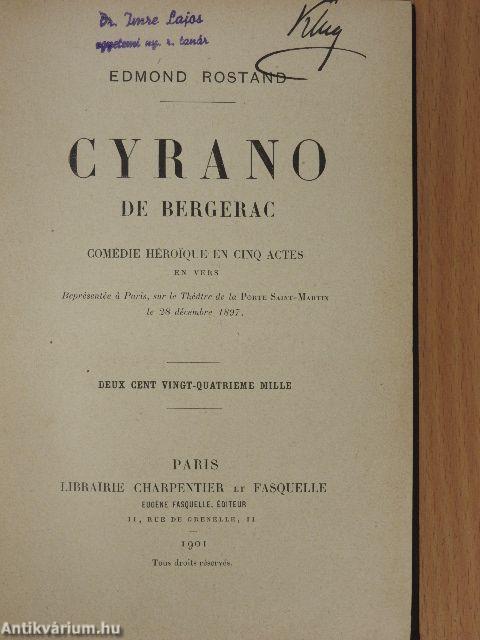 Dr. Imre Lajos
egyetemi ny. r. tanár
Klug
EDMOND ROSTAND
CYRANO
DE BERGERAC
COMÉDIE HÉROÏQUE EN CINQ ACTES
EN VERS
Représentée à Paris, sur le Théâtre de la PORTE SAINT-MARTIN
le 28 décembre 1897.
DEUX CENT VINGT-QUATRIEME MILLE
PARIS
LIBRAIRIE CHARPENTIER ET FASQUELLE
EUGÈNE FASQUELLE, ÉDITEUR
11, RUE DE GRENELLE, 11
1901
Tous droits réservés.
Antikvárium.hu